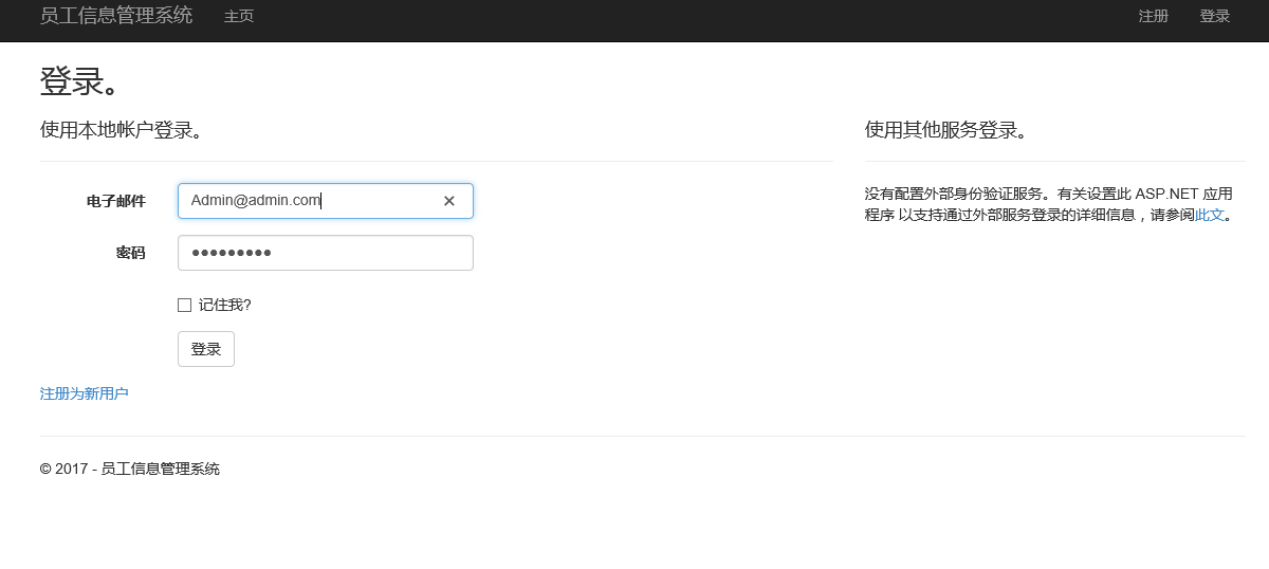 员工信息管理系统 主页 注册 登录
登录。
使用本地帐户登录。
使用其他服务登录。
电子邮件 Admin@admin.com ×
密码 ●●●●●●●●●
记住我?
登录
注册为新用户
没有配置外部身份验证服务。有关设置此 ASP.NET 应用
程序 以支持通过外部服务登录的详细信息，请参阅此文。
© 2017 - 员工信息管理系统